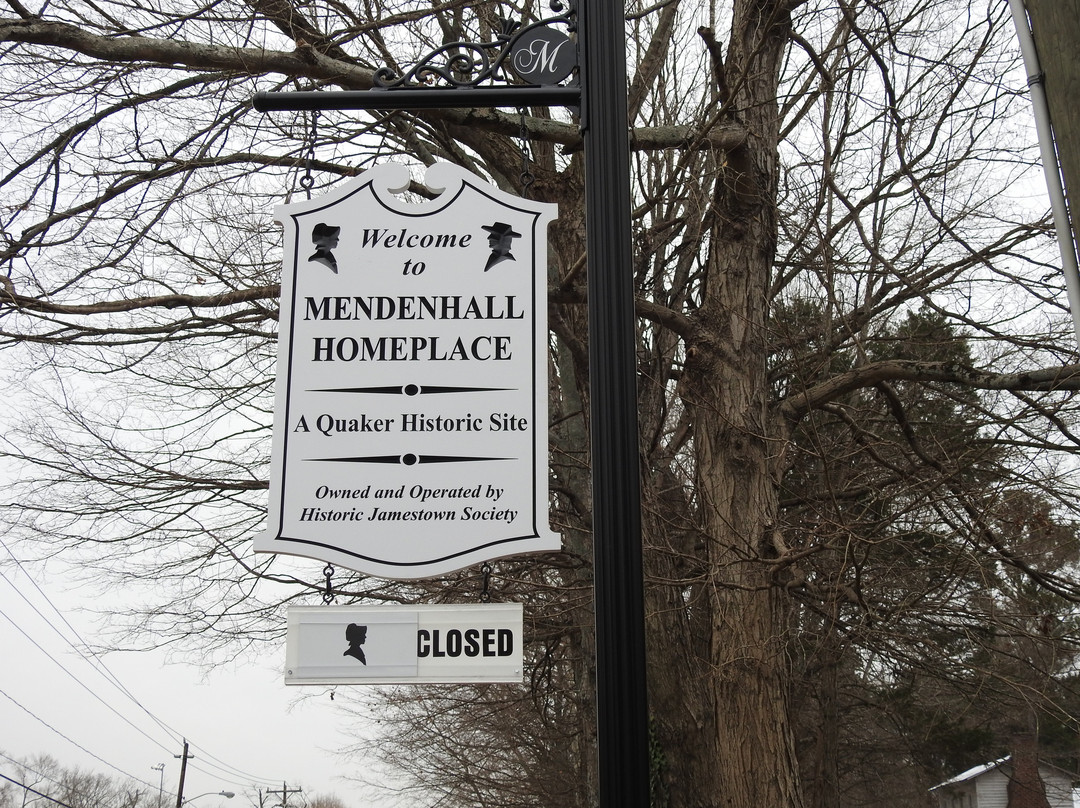 M
Welcome
to
MENDENHALL
HOMEPLACE
A Quaker Historic Site
Owned and Operated by
Historic Jamestown Society
CLOSED